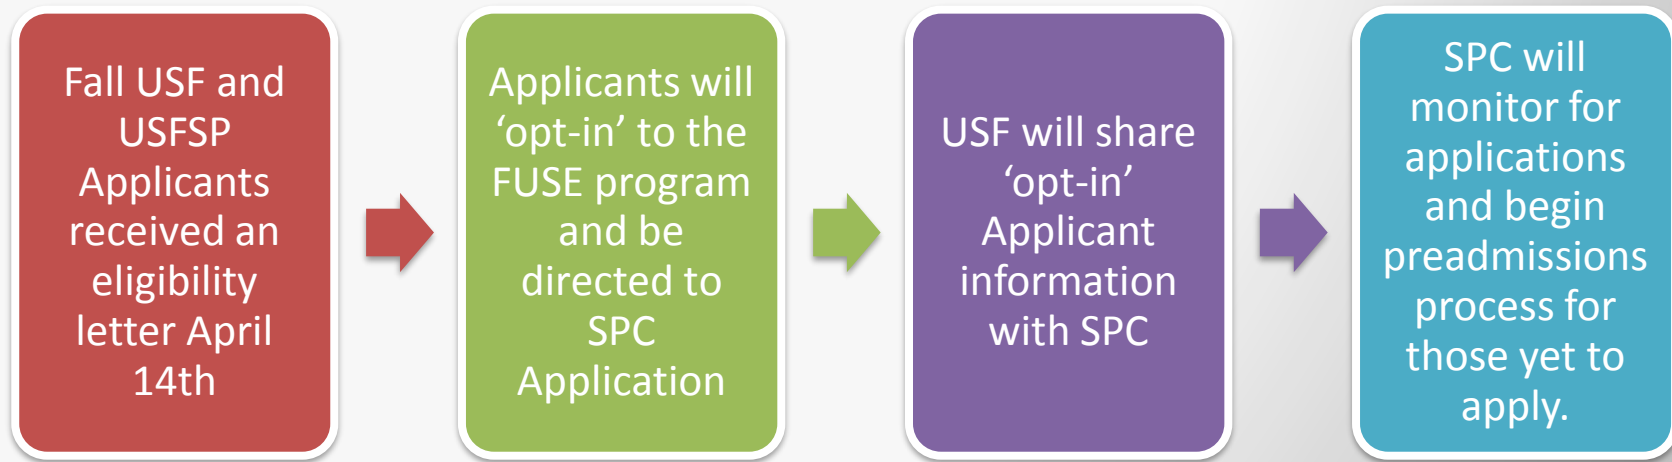 Fall USF and
USFSP
Applicants
received an
eligibility
letter April
14th
Applicants will
‘opt-in’ to the
FUSE program
and be
directed to
SPC
Application
USF will share
‘opt-in’
Applicant
information
with SPC
SPC will
monitor for
applications
and begin
preadmissions
process for
those yet to
apply.